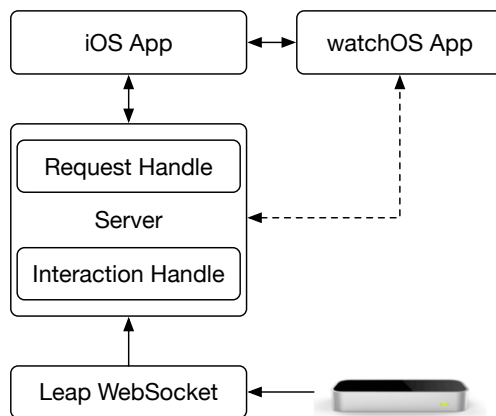 iOS App
watchOS App
Request Handle
Server
Interaction Handle
Leap WebSocket